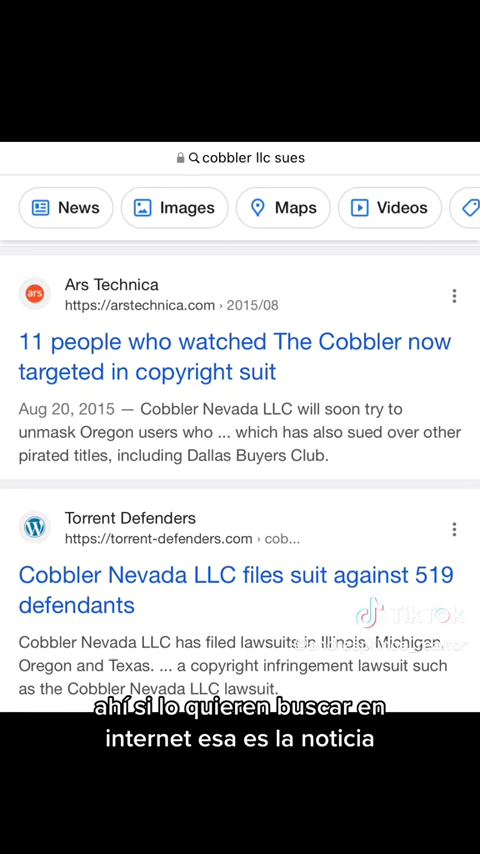 cobbler llc sues
News
Images
Maps
Videos
ars
Ars Technica
https://arstechnica.com › 2015/08
11 people who watched The Cobbler now
targeted in copyright suit
Aug 20, 2015 — Cobbler Nevada LLC will soon try to
unmask Oregon users who ... which has also sued over other
pirated titles, including Dallas Buyers Club.
Torrent Defenders
https://torrent-defenders.com › cob...
Cobbler Nevada LLC files suit against 519
defendants
TikTok
Cobbler Nevada LLC has filed lawsuits in Illinois, Michigan,
Oregon and Texas. ... a copyright infringement lawsuit such
as the Cobbler Nevada LLC lawsuit.
ahí si lo quieren buscar en
internet esa es la noticia